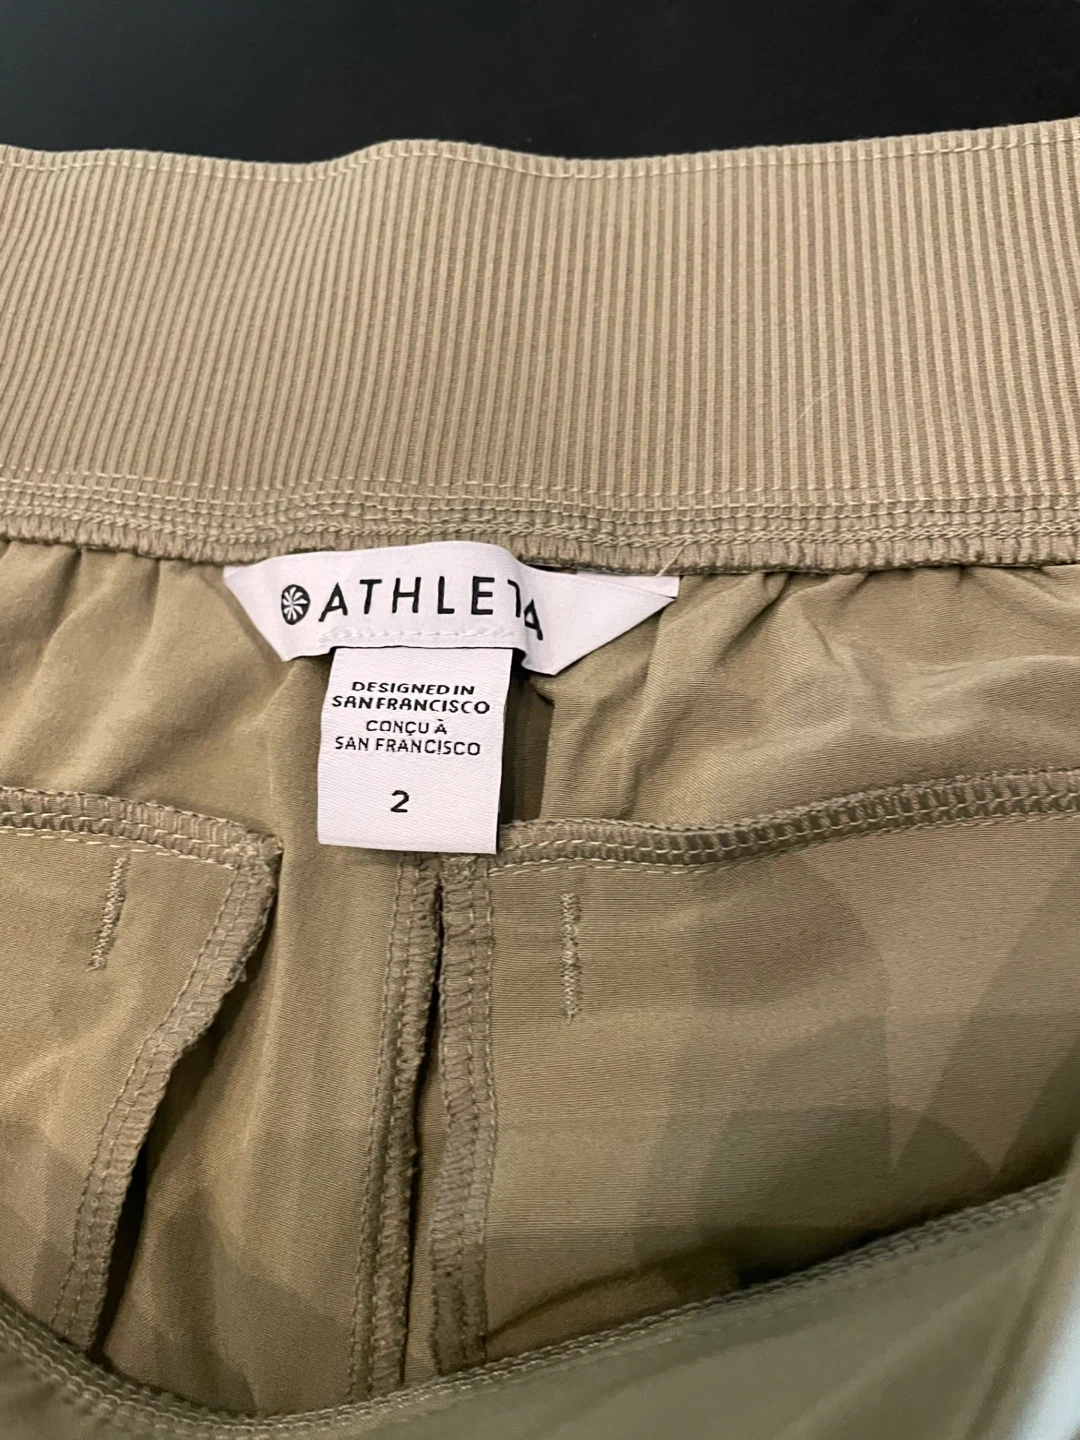 ATHLETA
DESIGNED IN
SAN FRANCISCO
CONÇU À
SAN FRANCISCO
2